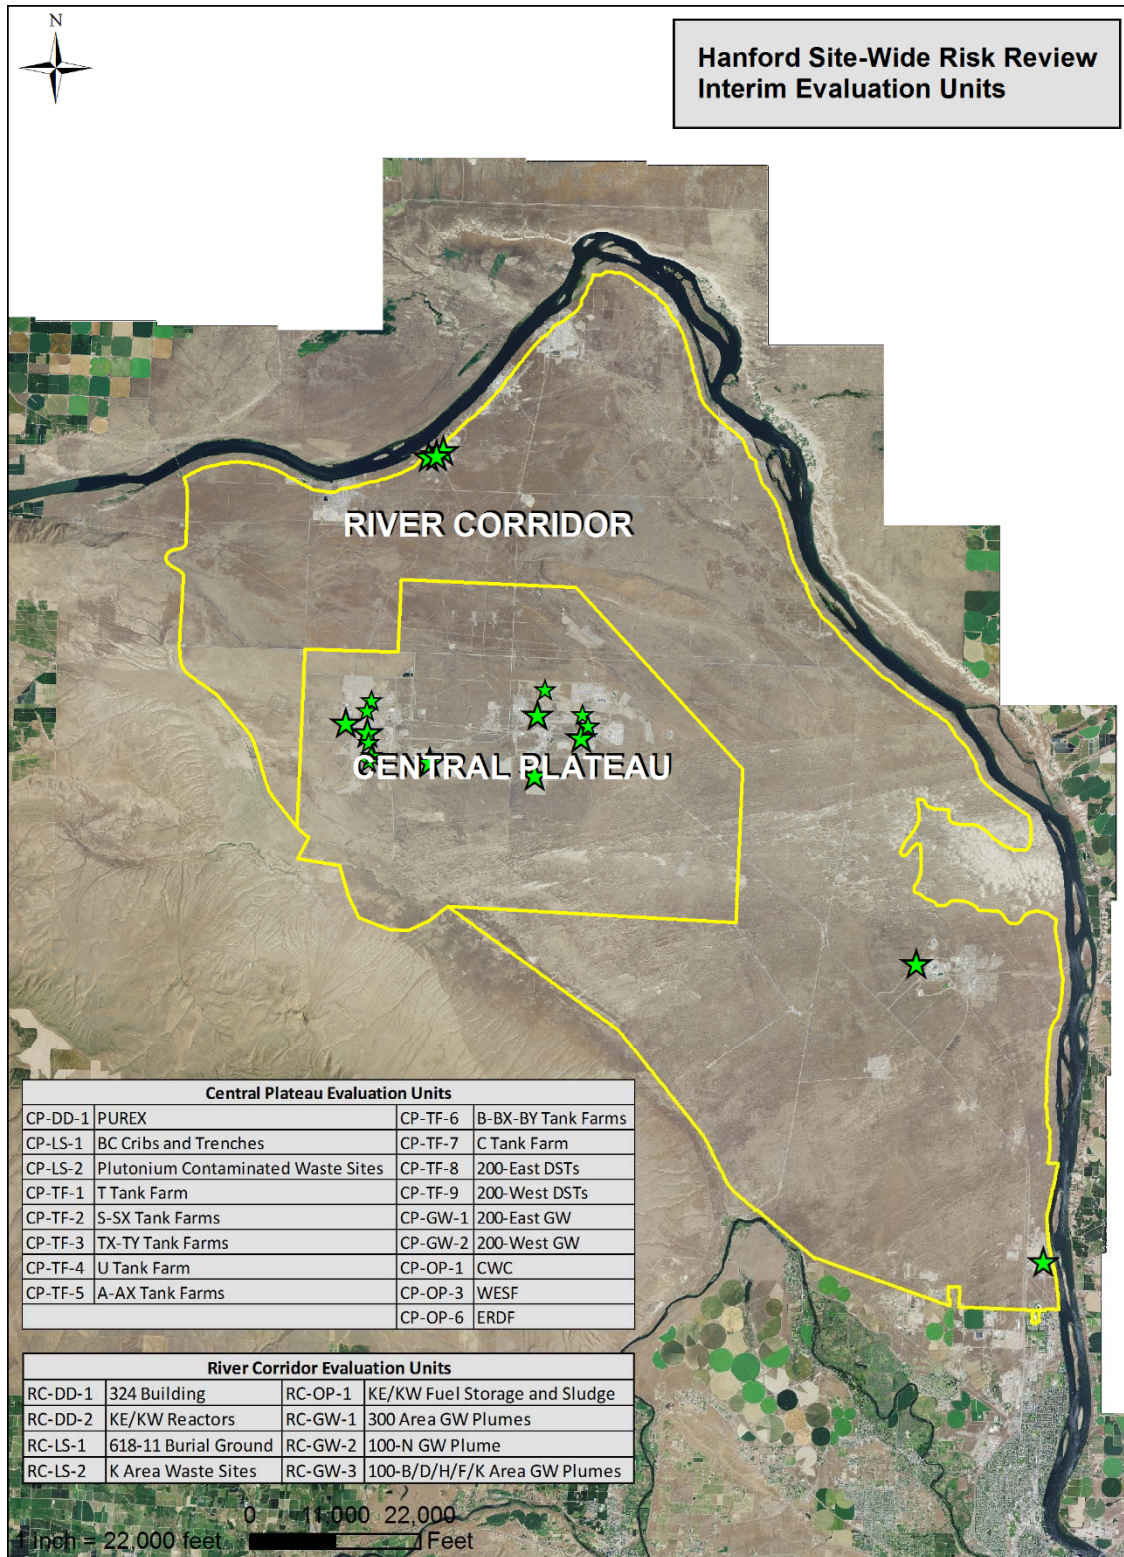 N
Hanford Site-Wide Risk Review
Interim Evaluation Units
RIVER CORRIDOR
CENTRAL PLATEAU
Central Plateau Evaluation Units
CP-DD-1 PUREX CP-TF-6 B-BX-BY Tank Farms
CP-LS-1 BC Cribs and Trenches CP-TF-7 C Tank Farm
CP-LS-2 Plutonium Contaminated Waste Sites CP-TF-8 200-East DSTs
CP-TF-1 T Tank Farm CP-TF-9 200-West DSTs
CP-TF-2 S-SX Tank Farms CP-GW-1 200-East GW
CP-TF-3 TX-TY Tank Farms CP-GW-2 200-West GW
CP-TF-4 U Tank Farm CP-OP-1 CWC
CP-TF-5 A-AX Tank Farms CP-OP-3 WESF
CP-OP-6 ERDF
River Corridor Evaluation Units
RC-DD-1 324 Building RC-OP-1 KE/KW Fuel Storage and Sludge
RC-DD-2 KE/KW Reactors RC-GW-1 300 Area GW Plumes
RC-LS-1 618-11 Burial Ground RC-GW-2 100-N GW Plume
RC-LS-2 K Area Waste Sites RC-GW-3 100-B/D/H/F/K Area GW Plumes
0 11,000 22,000
1 inch = 22,000 feet Feet